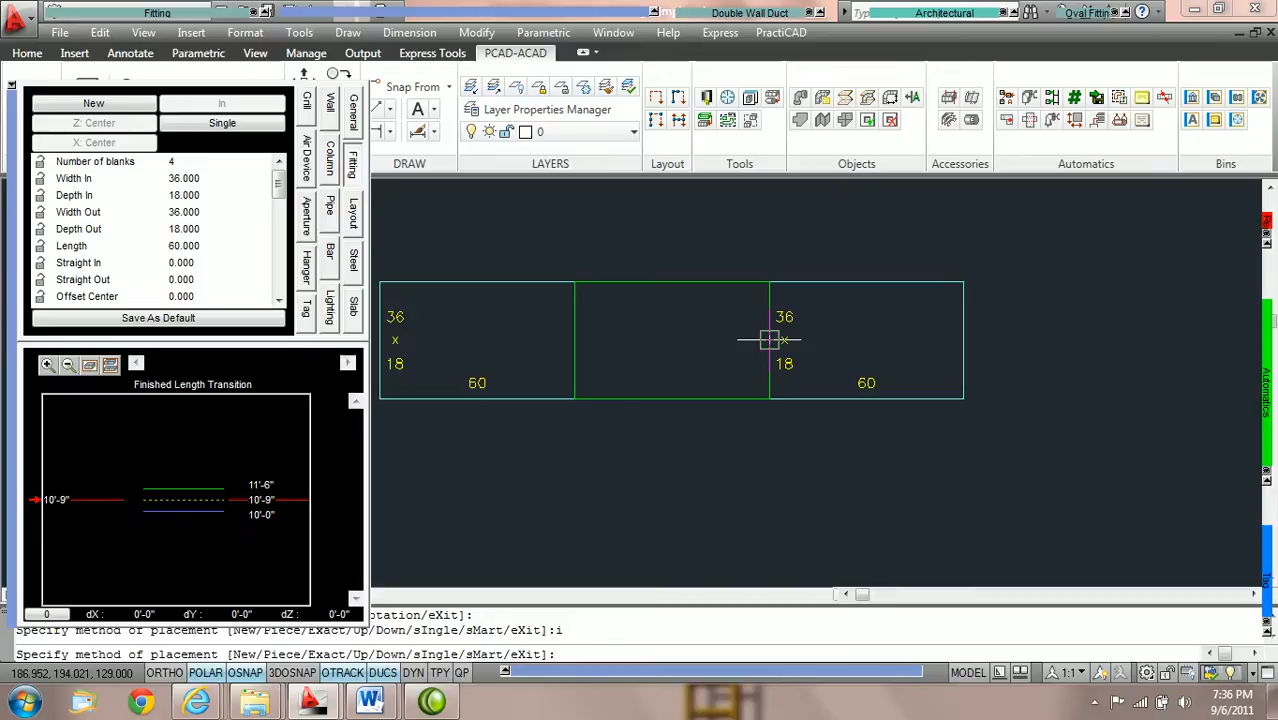 Fitting
Double Wall Duct
Architectural
Oval Fittin
File Edit View Insert Format Tools Draw Dimension Modify Parametric Window Help Express PractiCAD
Home Insert Annotate Parametric View Manage Output Express Tools PCAD-ACAD
Snap From
Layer Properties Manager
0
DRAW LAYERS Layout Tools Objects Accessories Automatics Bins
New In
Z: Center Single
X: Center
Number of blanks 4
Width In 36.000
Depth In 18.000
Width Out 36.000
Depth Out 18.000
Length 60.000
Straight In 0.000
Straight Out 0.000
Offset Center 0.000
Save As Default
Grill
Air Device
Aperture
Hanger
Tag
Wall
Column
Pipe
Bar
Lighting
General
Fitting
Layout
Steel
Slab
Finished Length Transition
11'-6"
10'-9" 10'-9"
10'-0"
0 dX : 0'-0" dY : 0'-0" dZ : 0'-0"
36 36
x x
18 18
60 60
Automatics
otation/eXit]:
Specify method of placement [New/Piece/Exact/Up/Down/sIngle/sMart/eXit]:i
Specify method of placement [New/Piece/Exact/Up/Down/sIngle/sMart/eXit]:
186.952, 194.021, 129.000 ORTHO POLAR OSNAP 3DOSNAP OTRACK DUCS DYN TPY QP MODEL 1:1
7:36 PM
9/6/2011